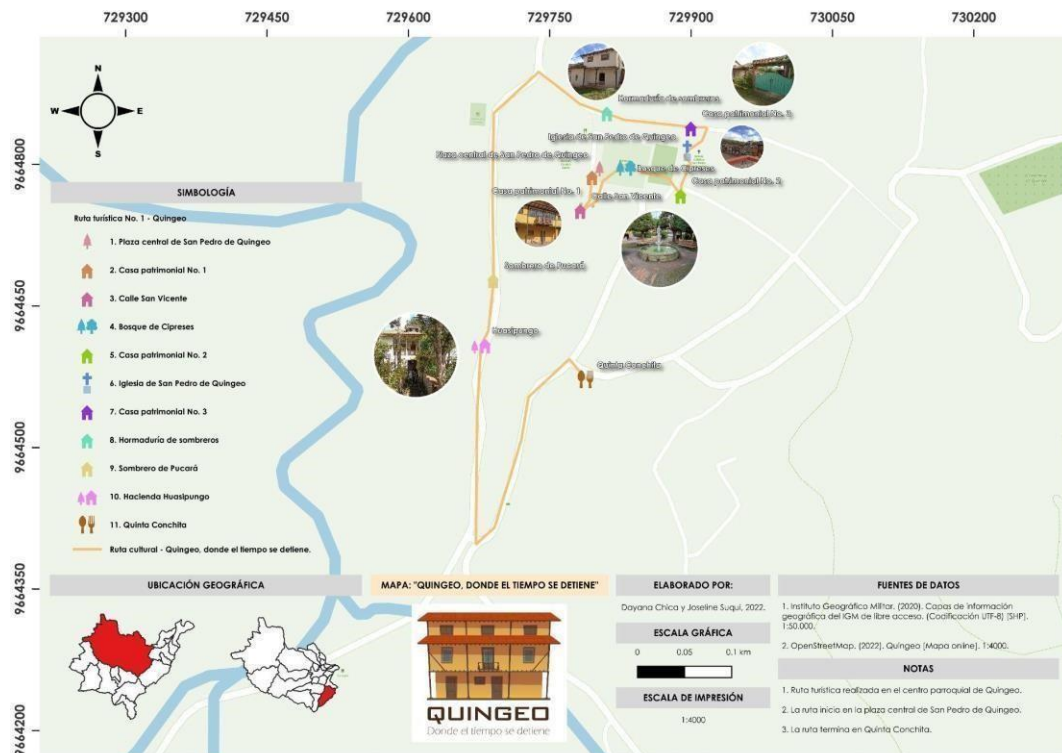 729300 729450 729600 729750 729900 730050 730200
N
W E
S
9664800
9664650
9664500
9664350
9664200
Hormaduría de sombreros.
Casa patrimonial No. 3.
Iglesia de San Pedro de Quingeo.
Plaza central de San Pedro de Quingeo.
Bosque de Cipreses.
Casa patrimonial No. 2
Casa patrimonial No. 1
Calle San Vicente
Sombrero de Pucará.
Huasipungo.
Quinta Conchita
SIMBOLOGÍA
Ruta turística No. 1 - Quingeo
1. Plaza central de San Pedro de Quingeo
2. Casa patrimonial No. 1
3. Calle San Vicente
4. Bosque de Cipreses
5. Casa patrimonial No. 2
6. Iglesia de San Pedro de Quingeo
7. Casa patrimonial No. 3
8. Hormaduría de sombreros
9. Sombrero de Pucará
10. Hacienda Huasipungo
11. Quinta Conchita
Ruta cultural - Quingeo, donde el tiempo se detiene.
UBICACIÓN GEOGRÁFICA
MAPA: "QUINGEO, DONDE EL TIEMPO SE DETIENE"
QUINGEO
Donde el tiempo se detiene
ELABORADO POR:
Dayana Chica y Joseline Suqui, 2022.
ESCALA GRÁFICA
0 0.05 0.1 km
ESCALA DE IMPRESIÓN
1:4000
FUENTES DE DATOS
1. Instituto Geográfico Militar. (2020). Capas de información
geográfica del IGM de libre acceso. (Codificación UTF-8) [SHP].
1:50.000.
2. OpenStreetMap. (2022). Quingeo [Mapa online]. 1:4000.
NOTAS
1. Ruta turística realizada en el centro parroquial de Quingeo.
2. La ruta inicia en la plaza central de San Pedro de Quingeo.
3. La ruta termina en Quinta Conchita.